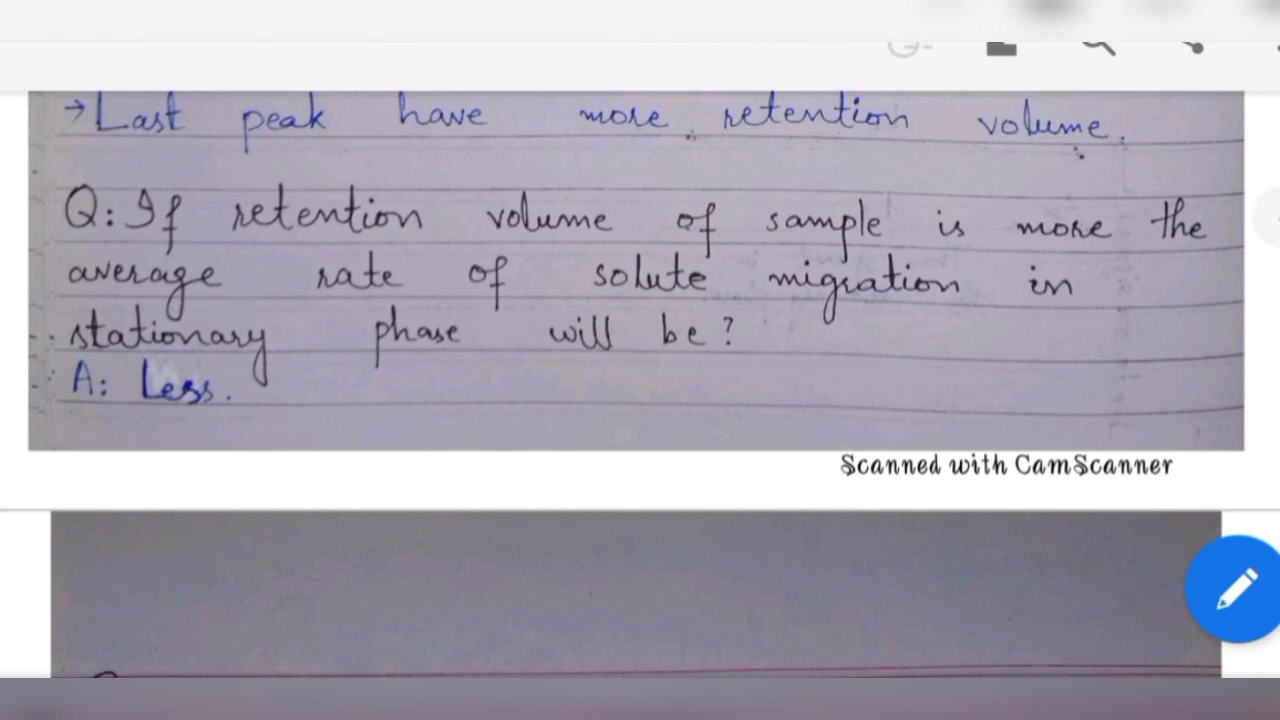 → Last peak have more retention volume.
Q: If retention volume of sample is more the
average rate of solute migration in
stationary phase will be?
A: Less.
Scanned with CamScanner